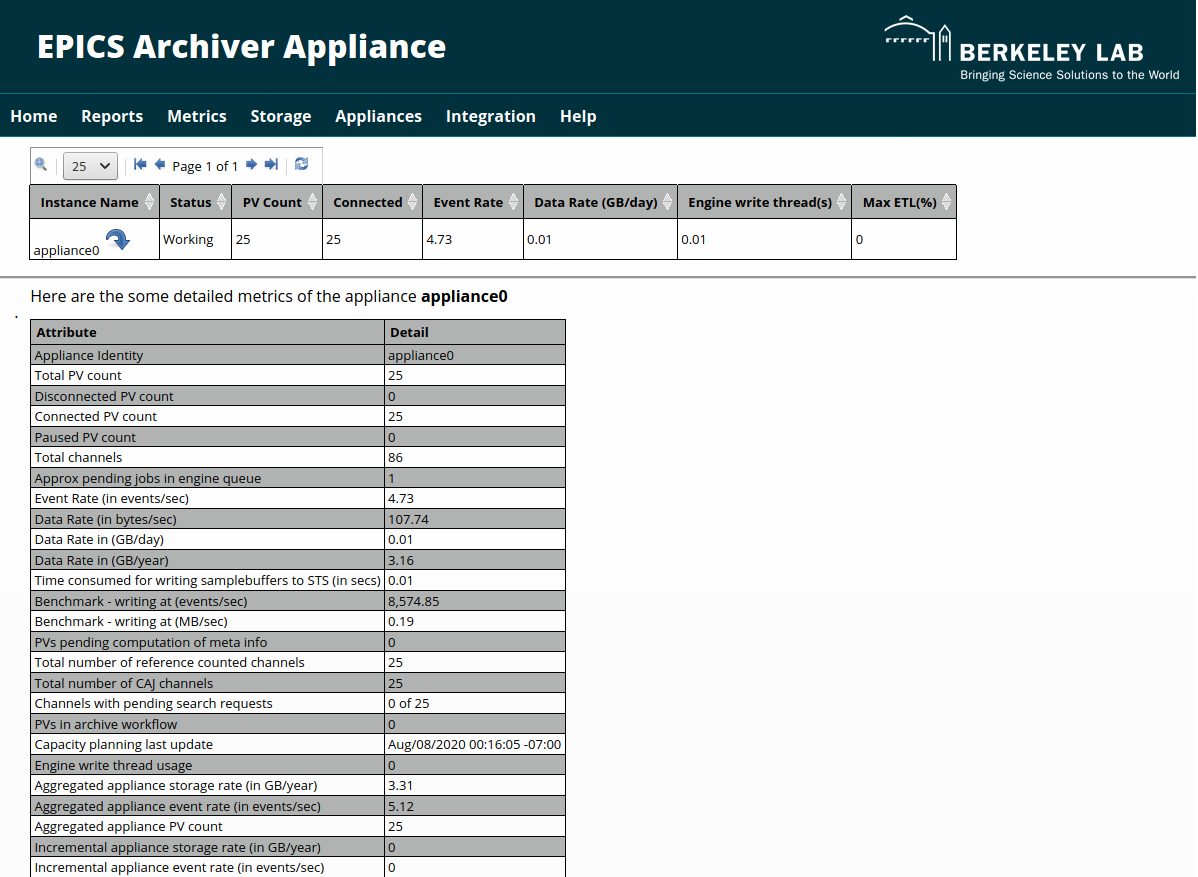 EPICS Archiver Appliance
BERKELEY LAB
Bringing Science Solutions to the World
Home Reports Metrics Storage Appliances Integration Help
25 Page 1 of 1
Instance Name Status PV Count Connected Event Rate Data Rate (GB/day) Engine write thread(s) Max ETL(%)
appliance0 Working 25 25 4.73 0.01 0.01 0
Here are the some detailed metrics of the appliance appliance0
.
Attribute Detail
Appliance Identity appliance0
Total PV count 25
Disconnected PV count 0
Connected PV count 25
Paused PV count 0
Total channels 86
Approx pending jobs in engine queue 1
Event Rate (in events/sec) 4.73
Data Rate (in bytes/sec) 107.74
Data Rate in (GB/day) 0.01
Data Rate in (GB/year) 3.16
Time consumed for writing samplebuffers to STS (in secs) 0.01
Benchmark - writing at (events/sec) 8,574.85
Benchmark - writing at (MB/sec) 0.19
PVs pending computation of meta info 0
Total number of reference counted channels 25
Total number of CAJ channels 25
Channels with pending search requests 0 of 25
PVs in archive workflow 0
Capacity planning last update Aug/08/2020 00:16:05 -07:00
Engine write thread usage 0
Aggregated appliance storage rate (in GB/year) 3.31
Aggregated appliance event rate (in events/sec) 5.12
Aggregated appliance PV count 25
Incremental appliance storage rate (in GB/year) 0
Incremental appliance event rate (in events/sec) 0